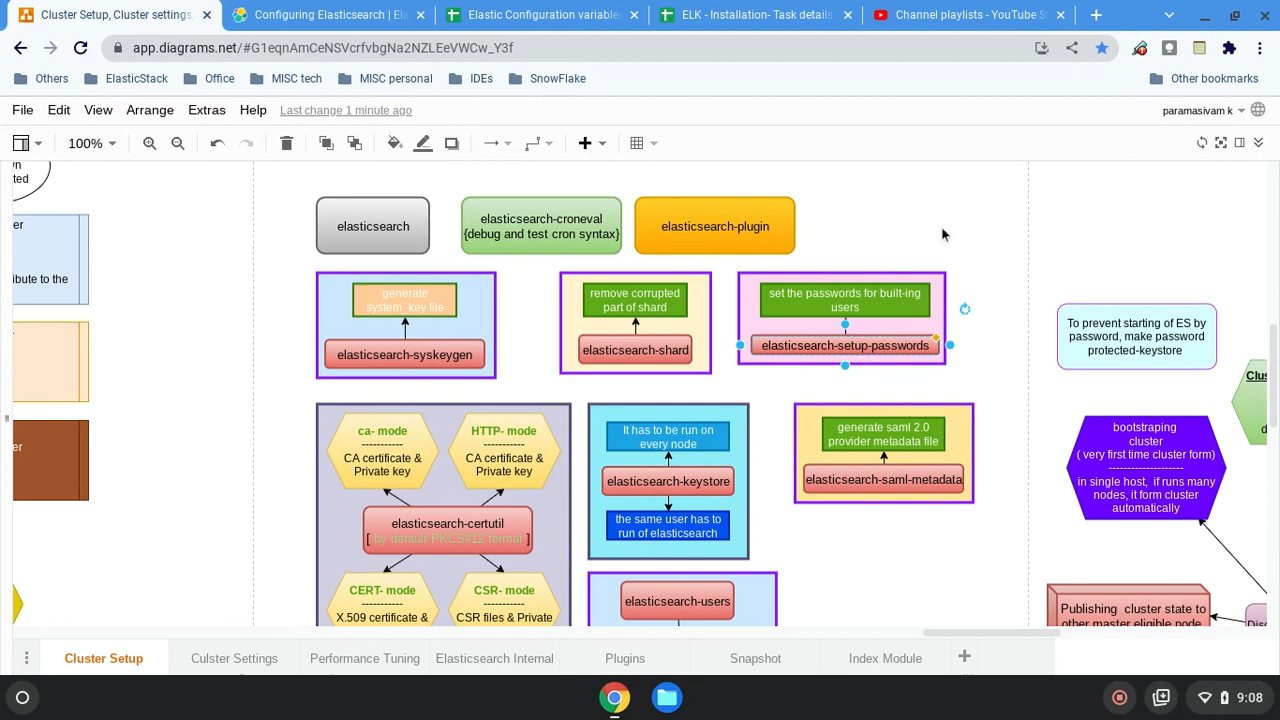 Cluster Setup, Cluster settings,
Configuring Elasticsearch | Ela
Elastic Configuration variables
ELK - Installation- Task details
Channel playlists - YouTube St
app.diagrams.net/#G1eqnAmCeNSVcrfvbgNa2NZLEeVWCw_Y3f
Others
ElasticStack
Office
MISC tech
MISC personal
IDEs
SnowFlake
Other bookmarks
File
Edit
View
Arrange
Extras
Help
Last change 1 minute ago
paramasivam k
100%
elasticsearch
elasticsearch-croneval
{debug and test cron syntax}
elasticsearch-plugin
generate
system_key file
elasticsearch-syskeygen
remove corrupted
part of shard
elasticsearch-shard
set the passwords for built-ing
users
elasticsearch-setup-passwords
To prevent starting of ES by
password, make password
protected-keystore
ribute to the
ca- mode
-----------
CA certificate &
Private key
HTTP- mode
-----------
CA certificate &
Private key
elasticsearch-certutil
[ by default PKCS#12 format ]
CERT- mode
-----------
X.509 certificate &
CSR- mode
-----------
CSR files & Private
It has to be run on
every node
elasticsearch-keystore
the same user has to
run of elasticsearch
elasticsearch-users
generate saml 2.0
provider metadata file
elasticsearch-saml-metadata
bootstraping
cluster
( very first time cluster form)
--------------------
in single host, if runs many
nodes, it form cluster
automatically
Publishing cluster state to
other master eligible node
Cluster Setup
Culster Settings
Performance Tuning
Elasticsearch Internal
Plugins
Snapshot
Index Module
9:08